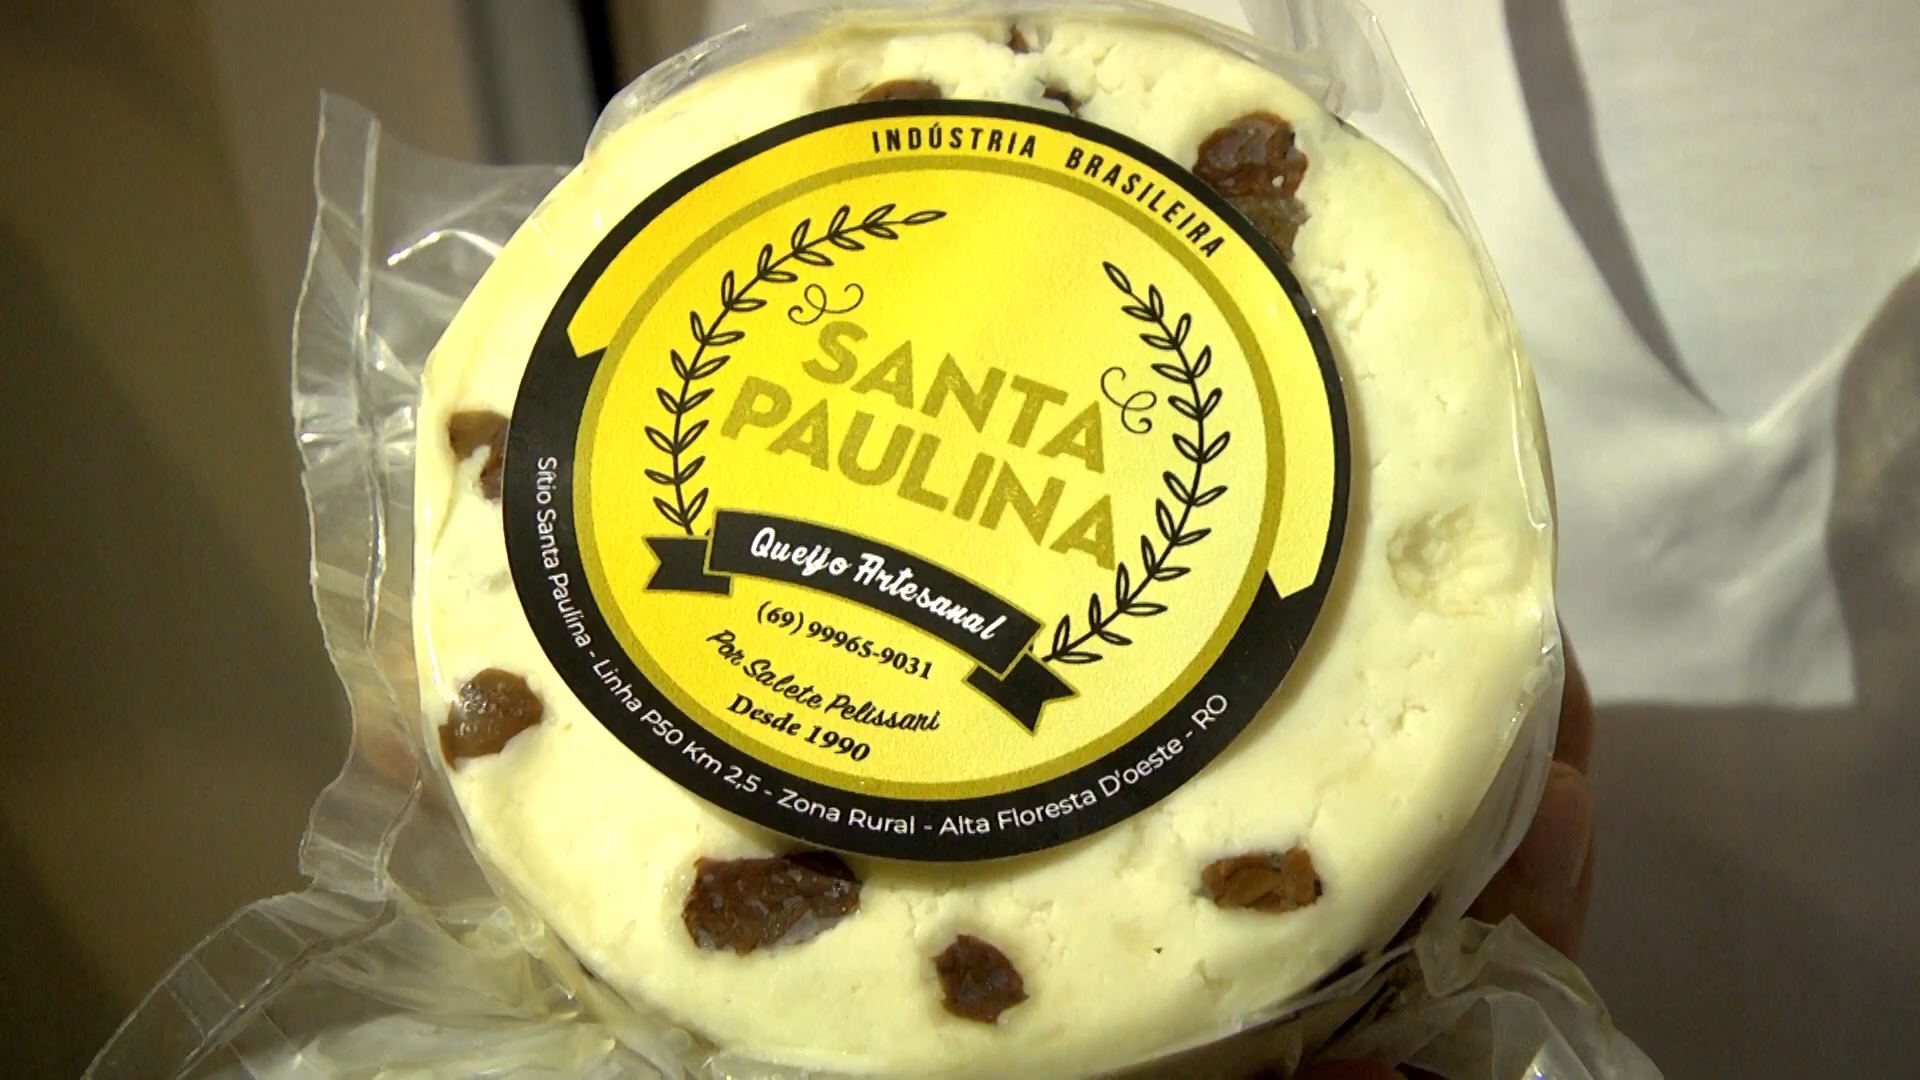 INDÚSTRIA BRASILEIRA
SANTA
PAULINA
Queijo Artesanal
(69) 99965-9031
Por Salete Pelissari
Desde 1990
Sítio Santa Paulina - Linha P50 Km 2,5 - Zona Rural - Alta Floresta D'oeste - RO